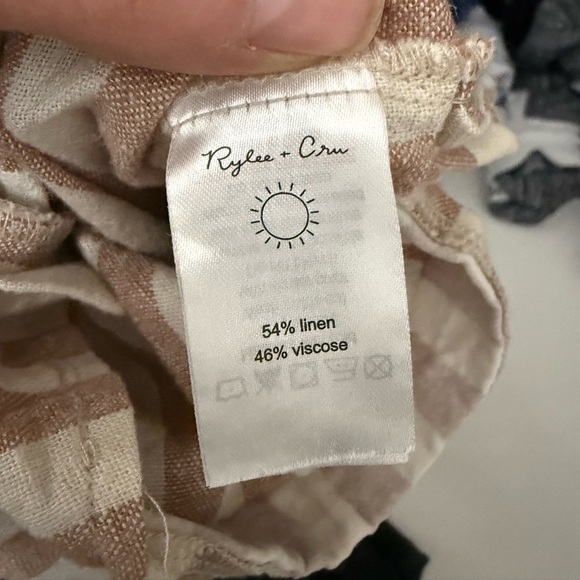 Rylee + Cru
54% linen
46% viscose